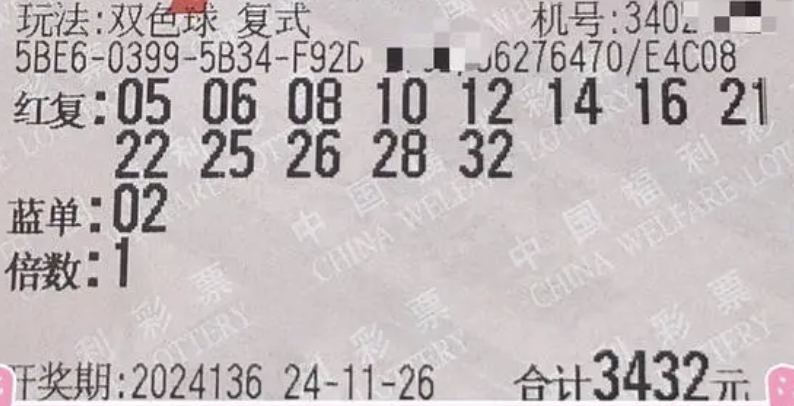 玩法:双色球 复式 机号:3402
5BE6-0399-5B34-F92D 06276470/E4C08
红复:05 06 08 10 12 14 16 21
22 25 26 28 32
蓝单:02
倍数:1
开奖期:2024136 24-11-26 合计3432元
中国福利彩票
CHINA WELFARE LOTTERY